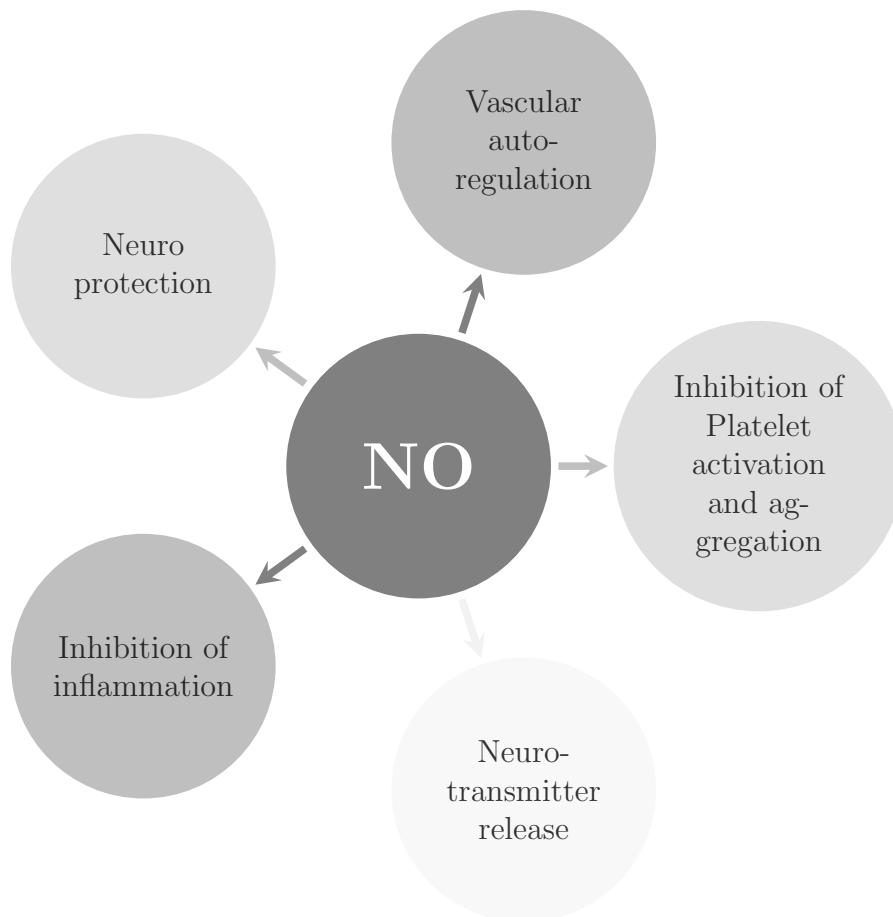 Vascular
auto-
regulation
Neuro
protection
Inhibition of
Platelet
activation
and ag-
gregation
NO
Inhibition of
inflammation
Neuro-
transmitter
release